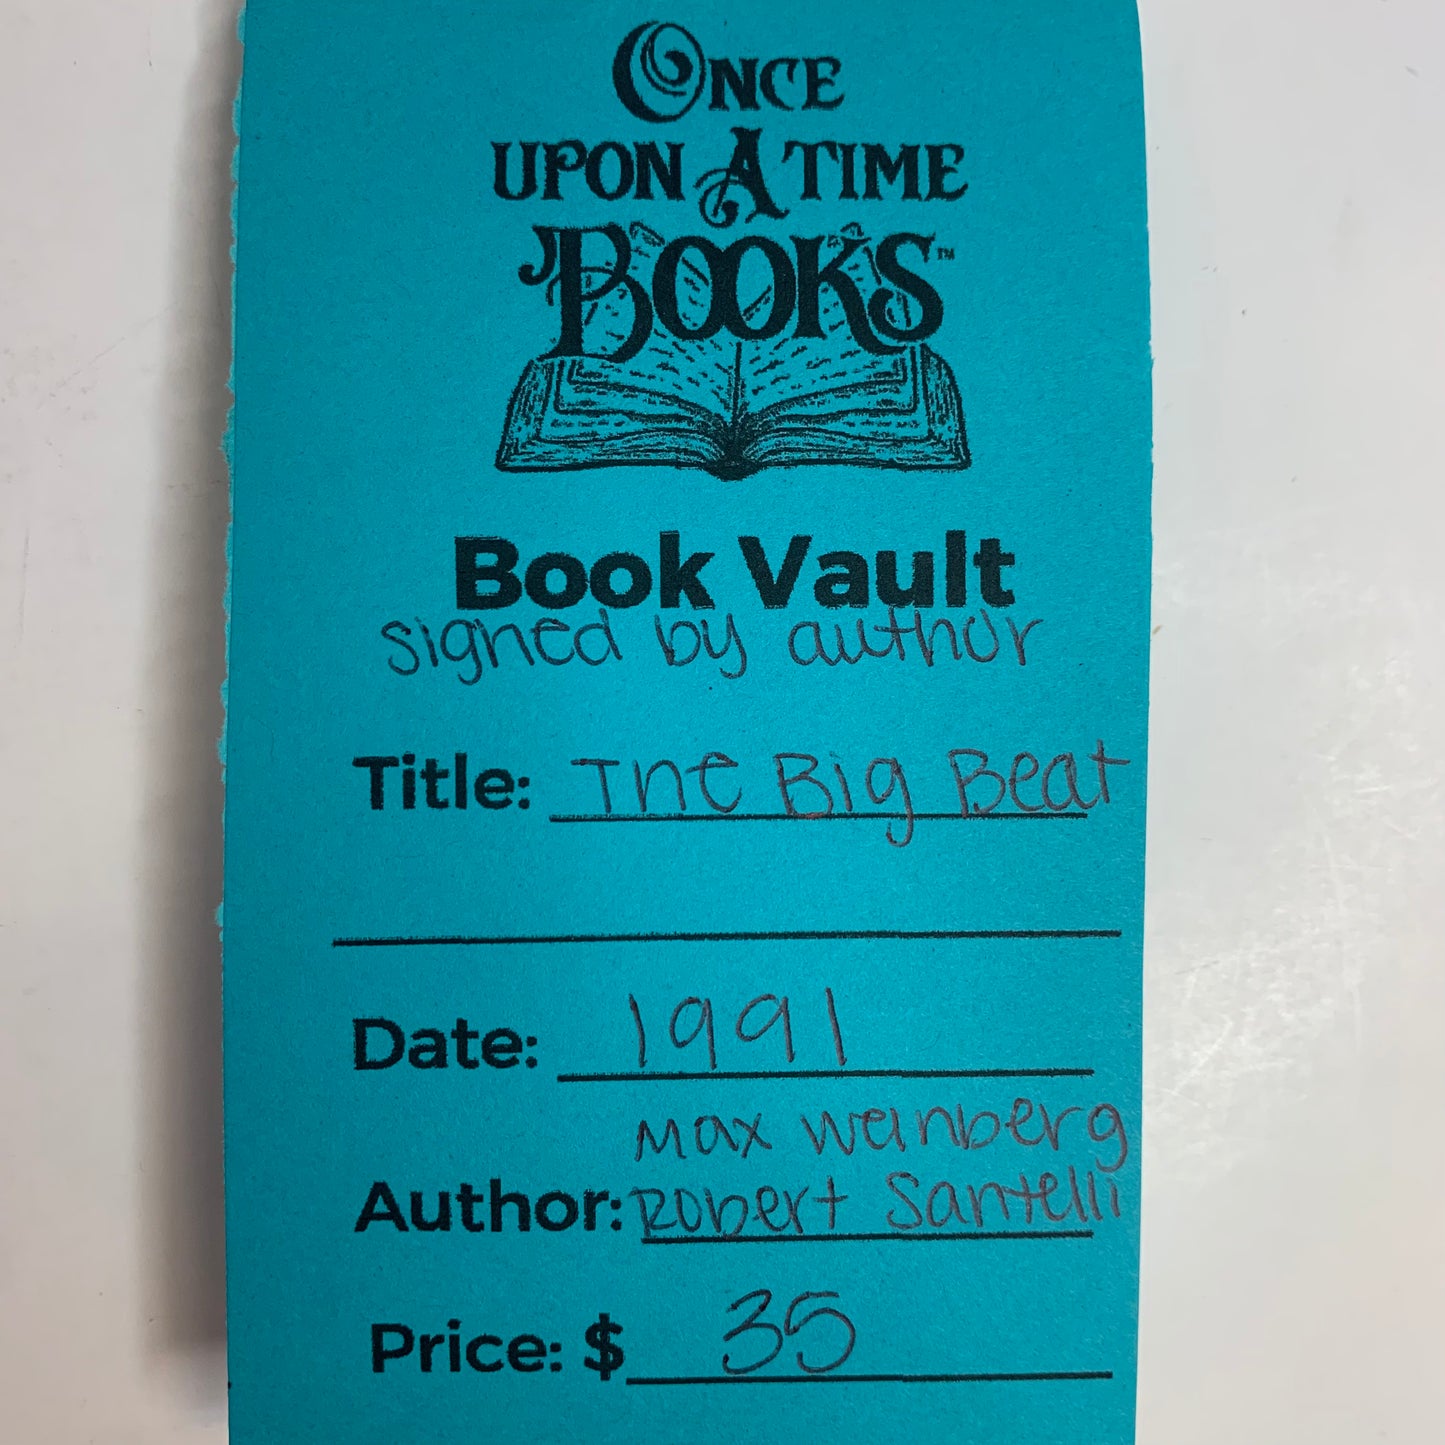 ONCE
UPON A TIME
BOOKS™
Book Vault
signed by author
Title: The Big Beat
Date: 1991
Max Weinberg
Author: Robert Santelli
Price: $ 35